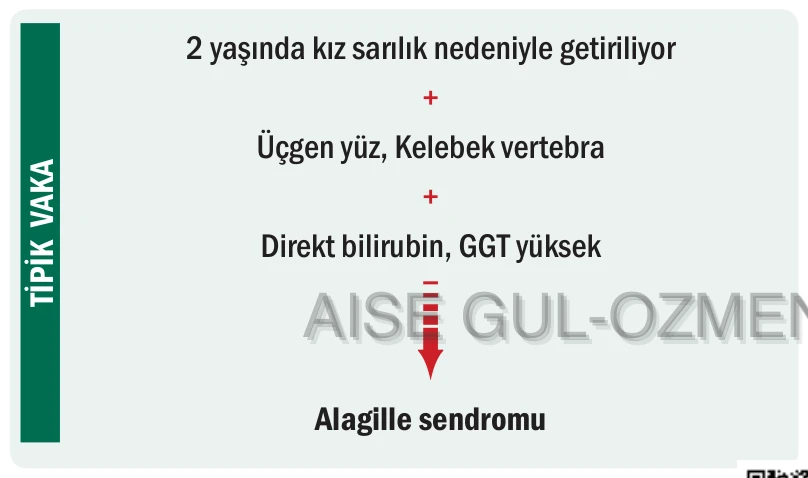 TİPİK VAKA
2 yaşında kız sarılık nedeniyle getiriliyor
+
Üçgen yüz, Kelebek vertebra
+
Direkt bilirubin, GGT yüksek
AISE GUL-OZMEN
Alagille sendromu